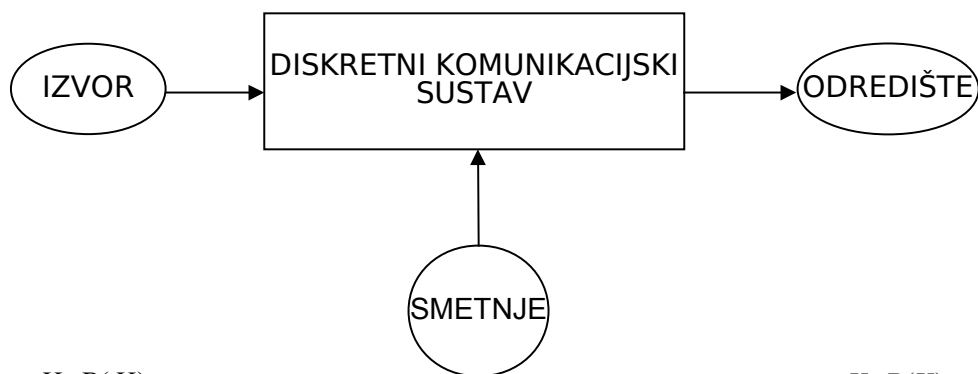 IZVOR
DISKRETNI KOMUNIKACIJSKI
SUSTAV
ODREDIŠTE
SMETNJE